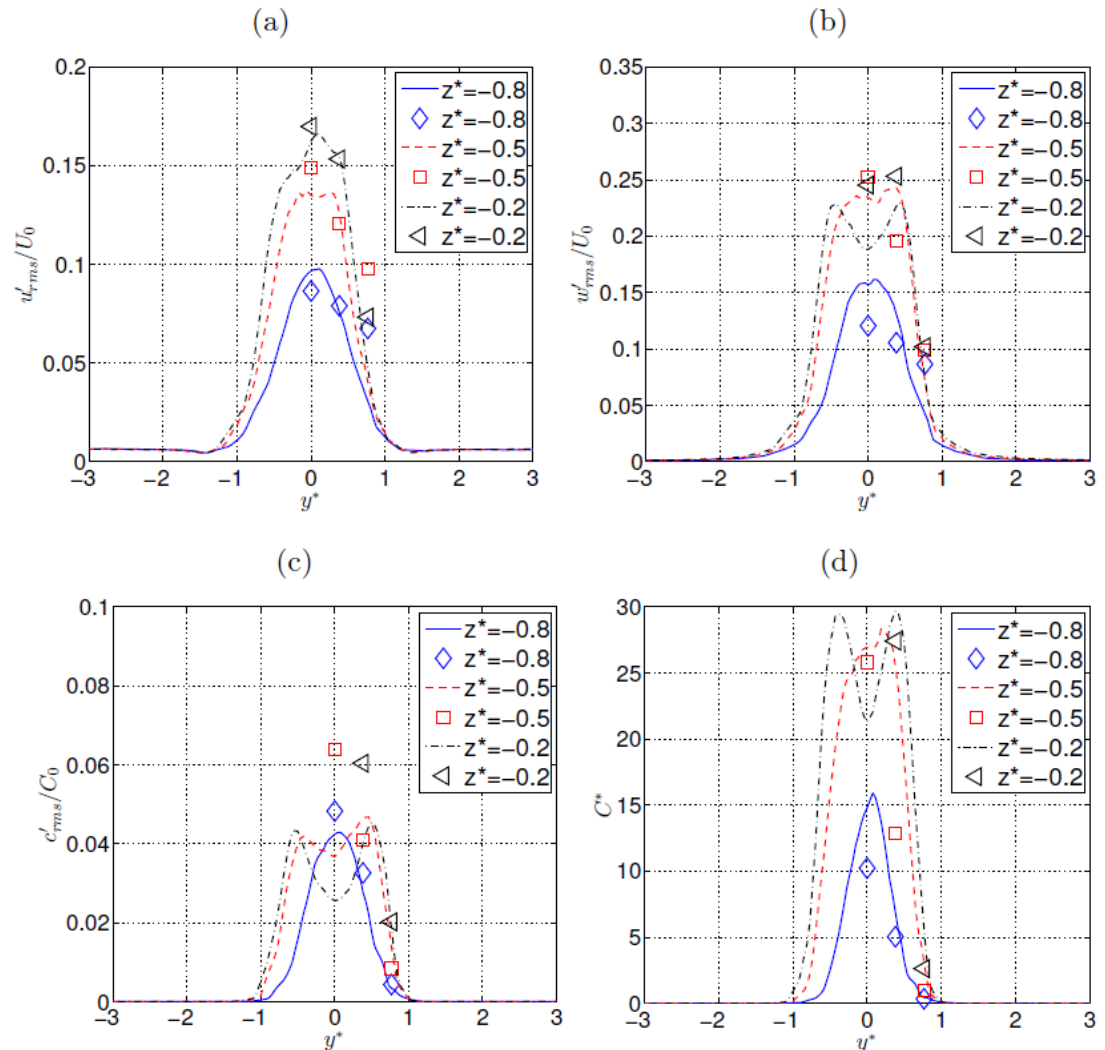 (a)
0.2
0.15
0.1
0.05
0
−3 −2 −1 0 1 2 3
u′rms/U0
y*
z*=−0.8
z*=−0.8
z*=−0.5
z*=−0.5
z*=−0.2
z*=−0.2
(b)
0.35
0.3
0.25
0.2
0.15
0.1
0.05
0
−3 −2 −1 0 1 2 3
w′rms/U0
y*
z*=−0.8
z*=−0.8
z*=−0.5
z*=−0.5
z*=−0.2
z*=−0.2
(c)
0.1
0.08
0.06
0.04
0.02
0
−3 −2 −1 0 1 2 3
c′rms/C0
y*
z*=−0.8
z*=−0.8
z*=−0.5
z*=−0.5
z*=−0.2
z*=−0.2
(d)
30
25
20
15
10
5
0
−3 −2 −1 0 1 2 3
C*
y*
z*=−0.8
z*=−0.8
z*=−0.5
z*=−0.5
z*=−0.2
z*=−0.2